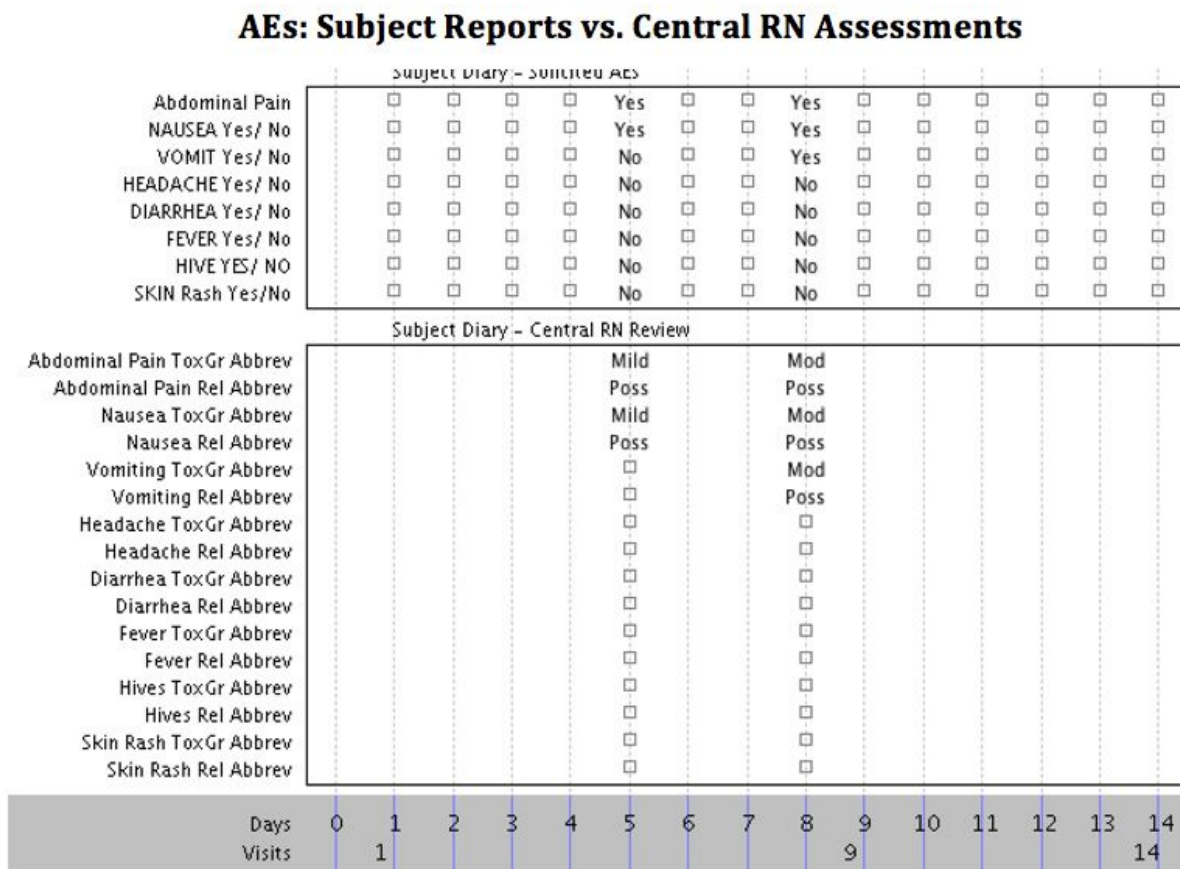 AEs: Subject Reports vs. Central RN Assessments
Subject Diary - Solicited AEs
Abdominal Pain Yes Yes
NAUSEA Yes/ No Yes Yes
VOMIT Yes/ No No Yes
HEADACHE Yes/ No No No
DIARRHEA Yes/ No No No
FEVER Yes/ No No No
HIVE YES/ NO No No
SKIN Rash Yes/No No No
Subject Diary - Central RN Review
Abdominal Pain ToxGr Abbrev Mild Mod
Abdominal Pain Rel Abbrev Poss Poss
Nausea ToxGr Abbrev Mild Mod
Nausea Rel Abbrev Poss Poss
Vomiting ToxGr Abbrev Mod
Vomiting Rel Abbrev Poss
Headache ToxGr Abbrev
Headache Rel Abbrev
Diarrhea ToxGr Abbrev
Diarrhea Rel Abbrev
Fever ToxGr Abbrev
Fever Rel Abbrev
Hives ToxGr Abbrev
Hives Rel Abbrev
Skin Rash ToxGr Abbrev
Skin Rash Rel Abbrev
Days 0 1 2 3 4 5 6 7 8 9 10 11 12 13 14
Visits 1 9 14